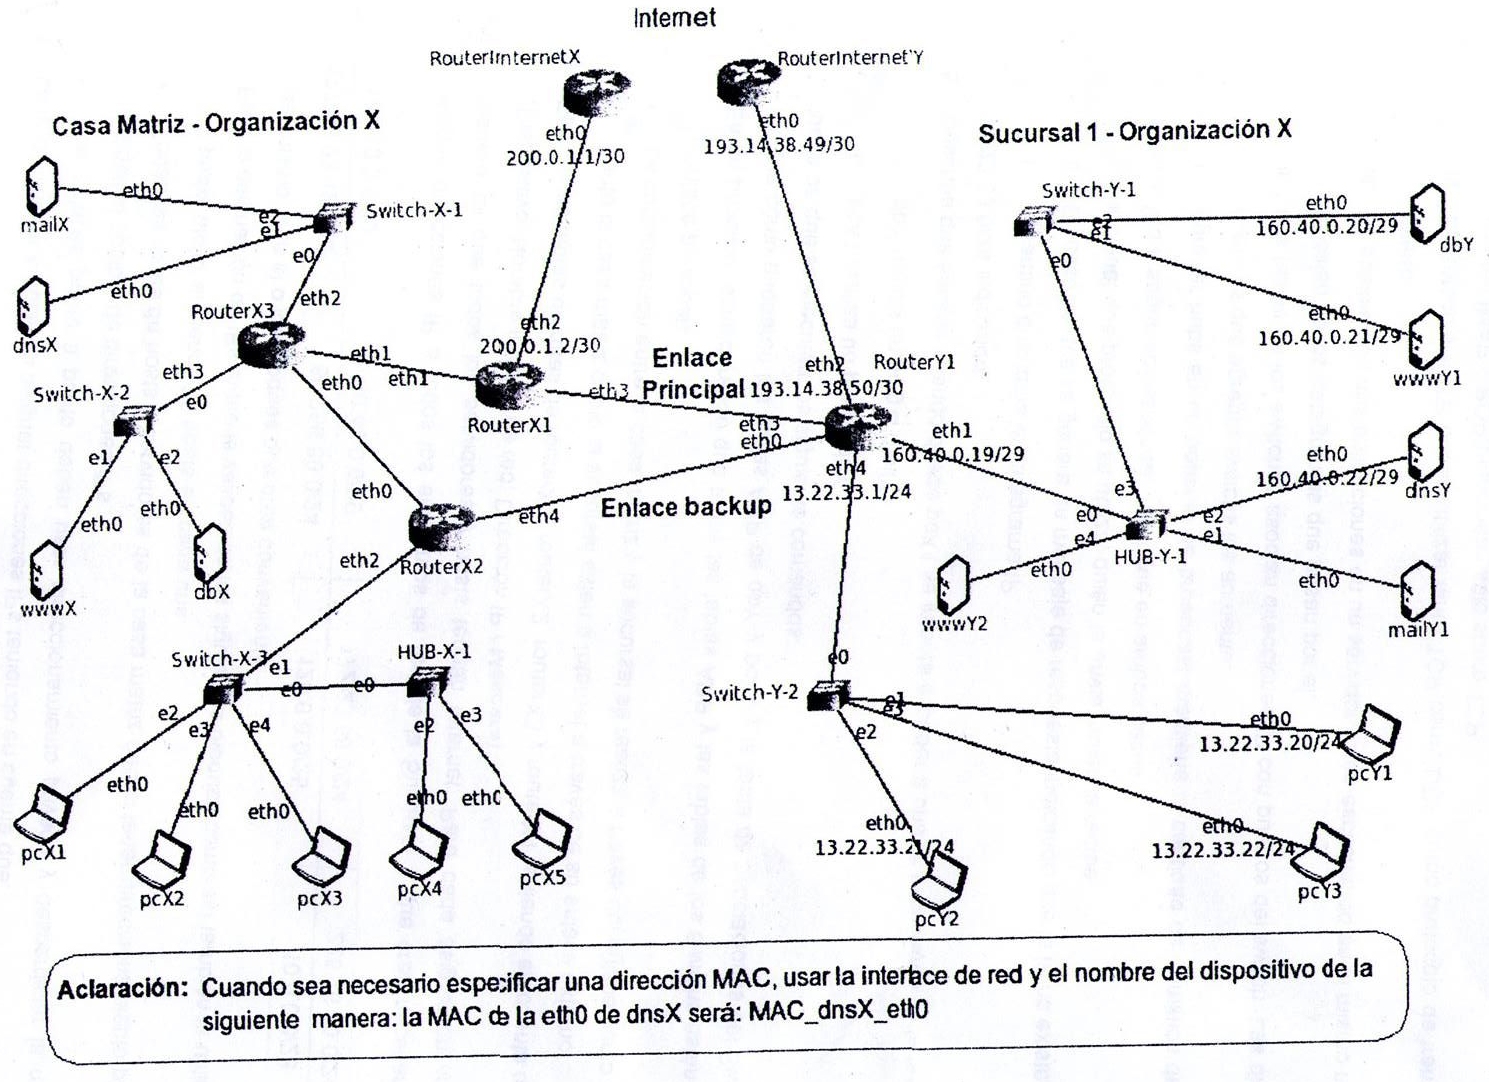 Internet
RouterInternetX
RouterInternetY
eth0
200.0.1.1/30
eth0
193.14.38.49/30
Casa Matriz - Organización X
Sucursal 1 - Organización X
mailX
eth0
e2
e1
e0
Switch-X-1
dnsX
eth0
eth2
RouterX3
eth1
eth0
eth3
Switch-X-2
e0
e1
e2
eth0
eth0
wwwX
dbX
eth2
200.0.1.2/30
eth1
eth3
RouterX1
Enlace
Principal
eth2
193.14.38.50/30
RouterY1
eth3
eth0
eth1
160.40.0.19/29
eth4
13.22.33.1/24
Enlace backup
eth0
eth4
eth2
RouterX2
Switch-Y-1
e2
e1
e0
eth0
160.40.0.20/29
dbY
eth0
160.40.0.21/29
wwwY1
e3
e0
e4
e2
e1
HUB-Y-1
eth0
160.40.0.22/29
dnsY
eth0
mailY1
eth0
wwwY2
Switch-X-3
e1
e0
e2
e3
e4
HUB-X-1
e0
e2
e3
eth0
eth0
eth0
eth0
eth0
pcX1
pcX2
pcX3
pcX4
pcX5
e0
Switch-Y-2
e1
e3
e2
eth0
13.22.33.20/24
pcY1
eth0
13.22.33.21/24
pcY2
eth0
13.22.33.22/24
pcY3
Aclaración: Cuando sea necesario especificar una dirección MAC, usar la interface de red y el nombre del dispositivo de la
siguiente manera: la MAC de la eth0 de dnsX será: MAC_dnsX_eth0